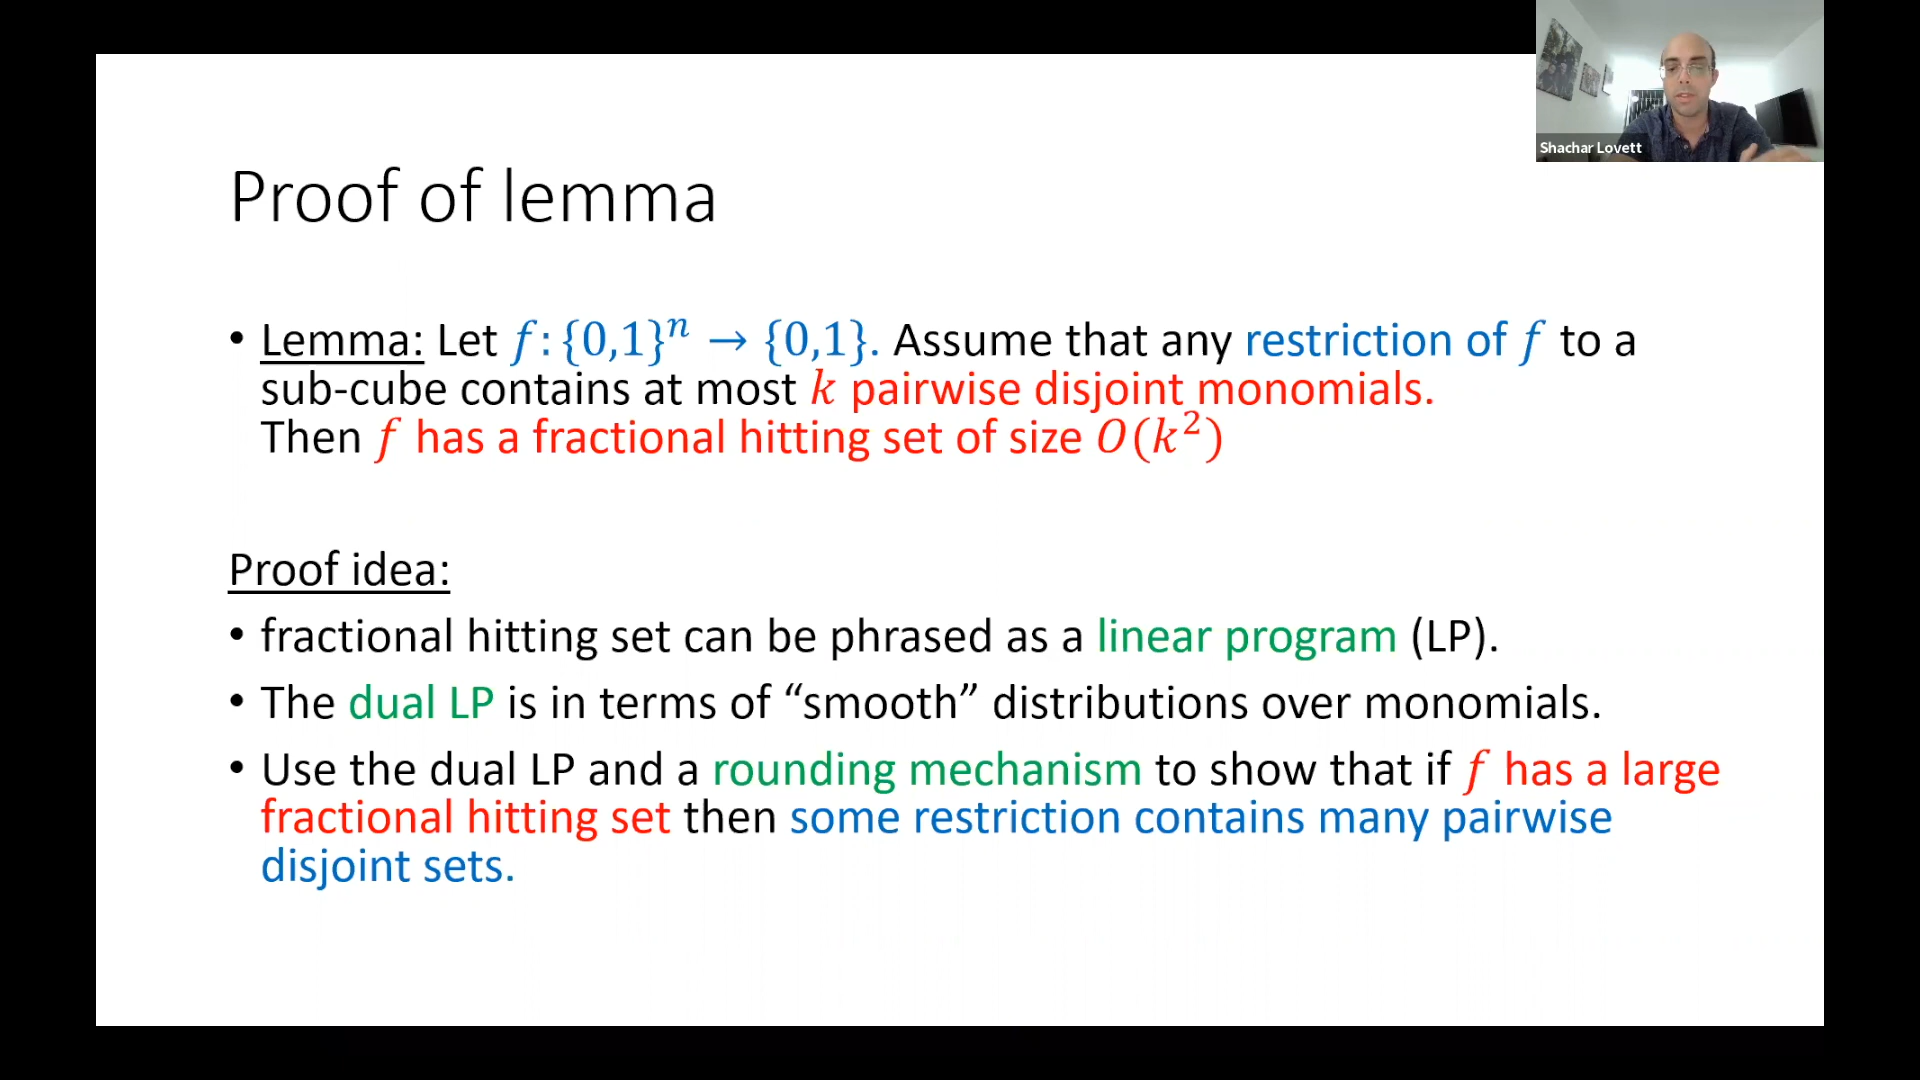 Shachar Lovett
Proof of lemma
• Lemma: Let f:{0,1}ⁿ → {0,1}. Assume that any restriction of f to a
sub-cube contains at most k pairwise disjoint monomials.
Then f has a fractional hitting set of size O(k²)
Proof idea:
• fractional hitting set can be phrased as a linear program (LP).
• The dual LP is in terms of “smooth” distributions over monomials.
• Use the dual LP and a rounding mechanism to show that if f has a large
fractional hitting set then some restriction contains many pairwise
disjoint sets.